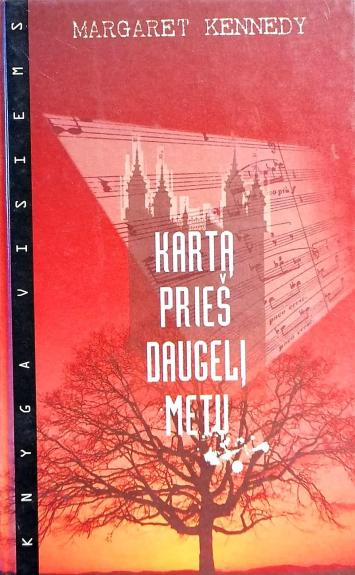 MARGARET KENNEDY
KARTĄ
PRIEŠ
DAUGELĮ
METŲ
KNYGA VISIEMS